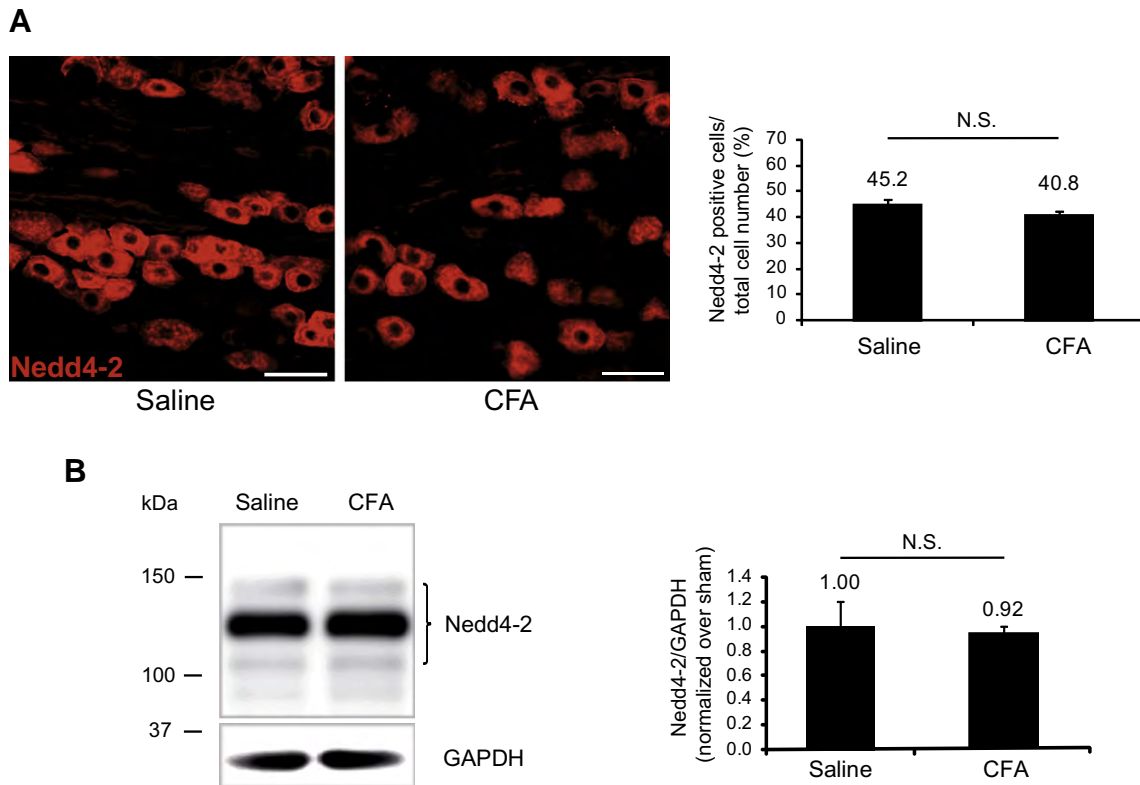 A
Nedd4-2
Saline
CFA
Nedd4-2 positive cells/
total cell number (%)
70
60
50
40
30
20
10
0
N.S.
45.2
40.8
Saline
CFA
B
kDa
Saline
CFA
150
100
37
Nedd4-2
GAPDH
Nedd4-2/GAPDH
(normalized over sham)
1.4
1.2
1.0
0.8
0.6
0.4
0.2
0.0
N.S.
1.00
0.92
Saline
CFA